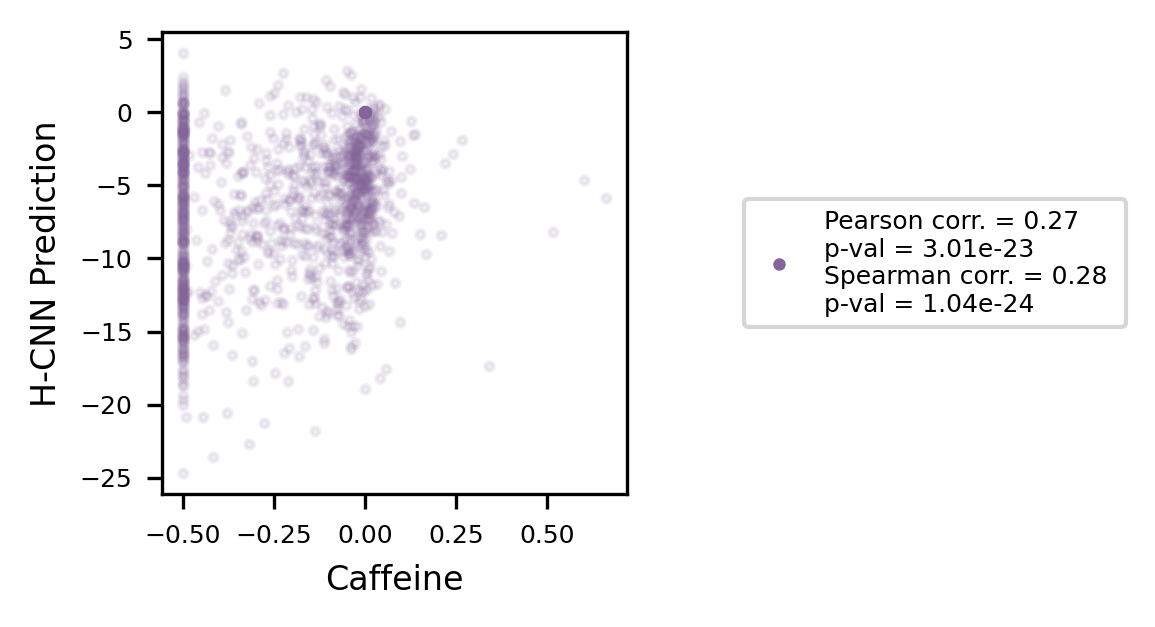 5
0
−5
−10
−15
−20
−25
H-CNN Prediction
−0.50 −0.25 0.00 0.25 0.50
Caffeine
Pearson corr. = 0.27
p-val = 3.01e-23
Spearman corr. = 0.28
p-val = 1.04e-24